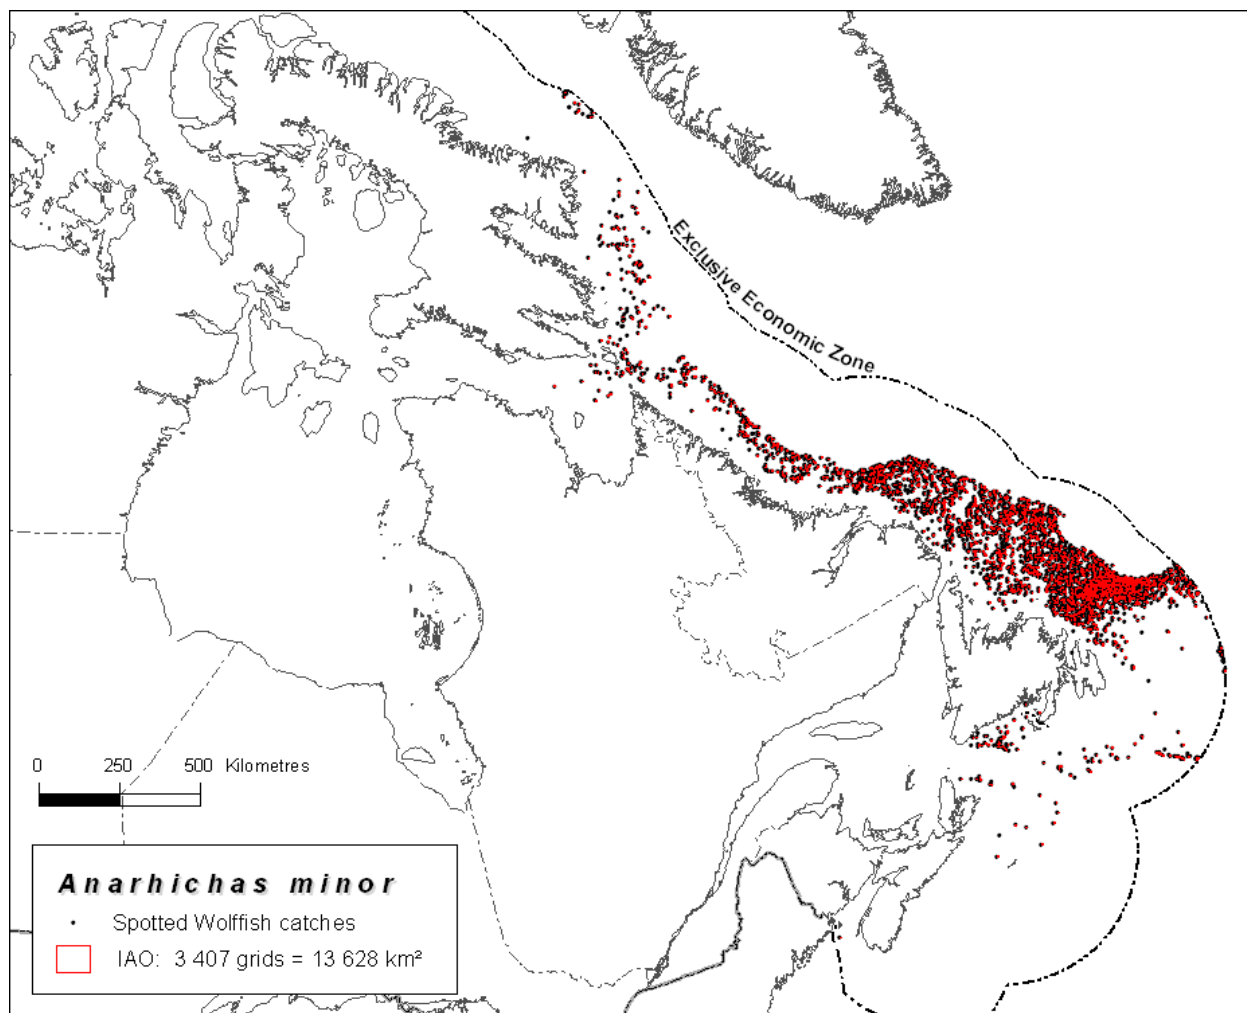 Exclusive Economic Zone
0 250 500 Kilometres
Anarhichas minor
Spotted Wolffish catches
IAO: 3 407 grids = 13 628 km²